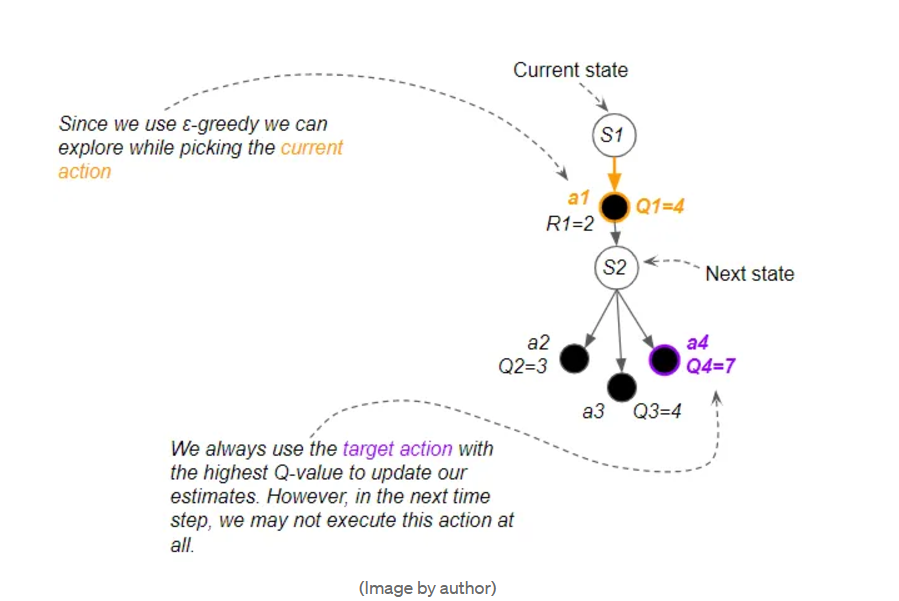 Current state
Since we use ε-greedy we can
explore while picking the current
action
S1
a1
Q1=4
R1=2
S2
Next state
a2
Q2=3
a4
Q4=7
a3
Q3=4
We always use the target action with
the highest Q-value to update our
estimates. However, in the next time
step, we may not execute this action at
all.
(Image by author)